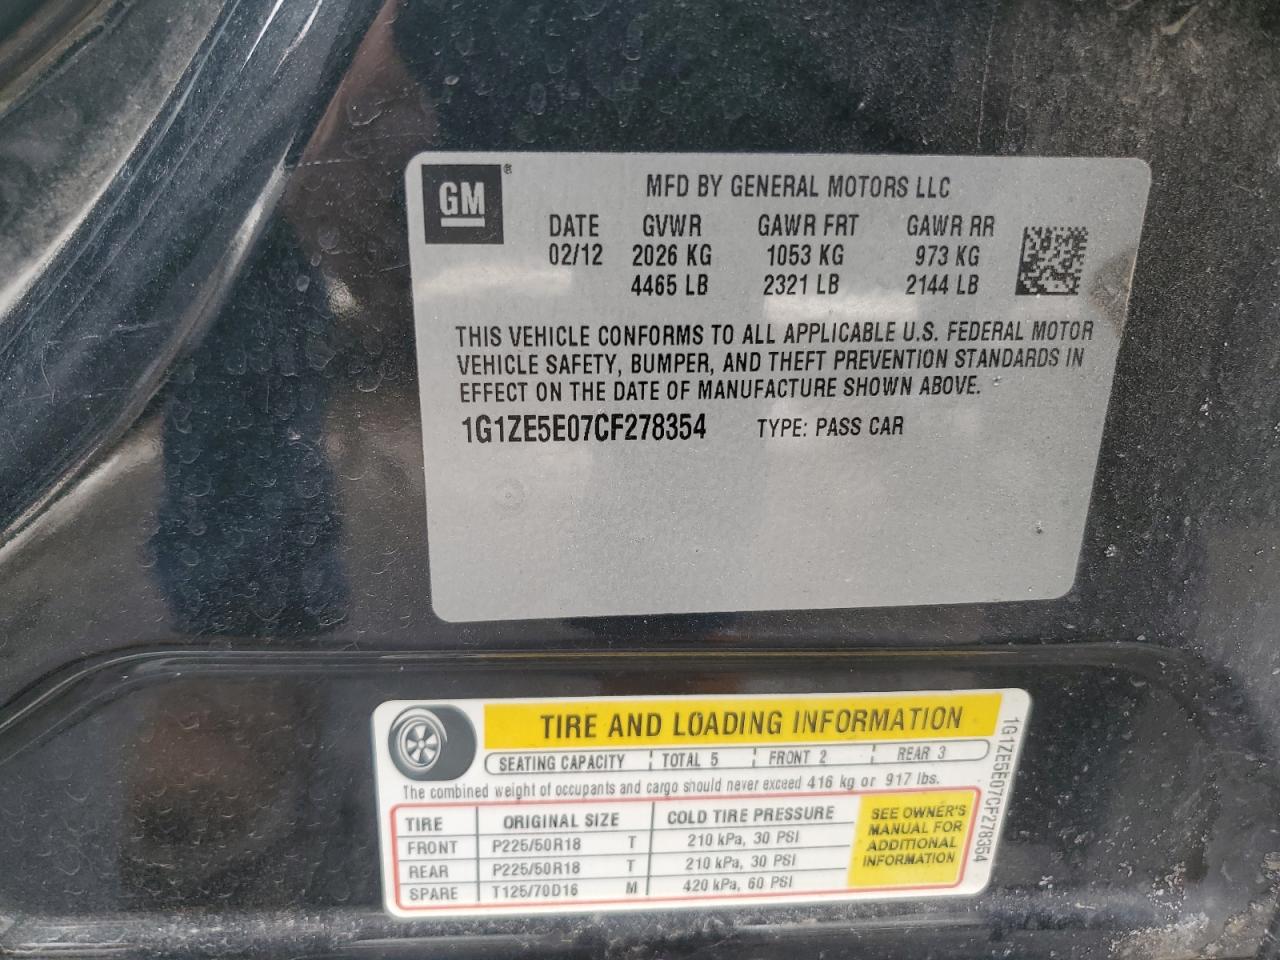 GM ®
MFD BY GENERAL MOTORS LLC
DATE GVWR GAWR FRT GAWR RR
02/12 2026 KG 1053 KG 973 KG
4465 LB 2321 LB 2144 LB
THIS VEHICLE CONFORMS TO ALL APPLICABLE U.S. FEDERAL MOTOR
VEHICLE SAFETY, BUMPER, AND THEFT PREVENTION STANDARDS IN
EFFECT ON THE DATE OF MANUFACTURE SHOWN ABOVE.
1G1ZE5E07CF278354 TYPE: PASS CAR
TIRE AND LOADING INFORMATION
SEATING CAPACITY TOTAL 5 FRONT 2 REAR 3
The combined weight of occupants and cargo should never exceed 416 kg or 917 lbs.
TIRE ORIGINAL SIZE COLD TIRE PRESSURE
FRONT P225/50R18 T 210 kPa, 30 PSI
REAR P225/50R18 T 210 kPa, 30 PSI
SPARE T125/70D16 M 420 kPa, 60 PSI
SEE OWNER'S
MANUAL FOR
ADDITIONAL
INFORMATION
1G1ZE5E07CF278354